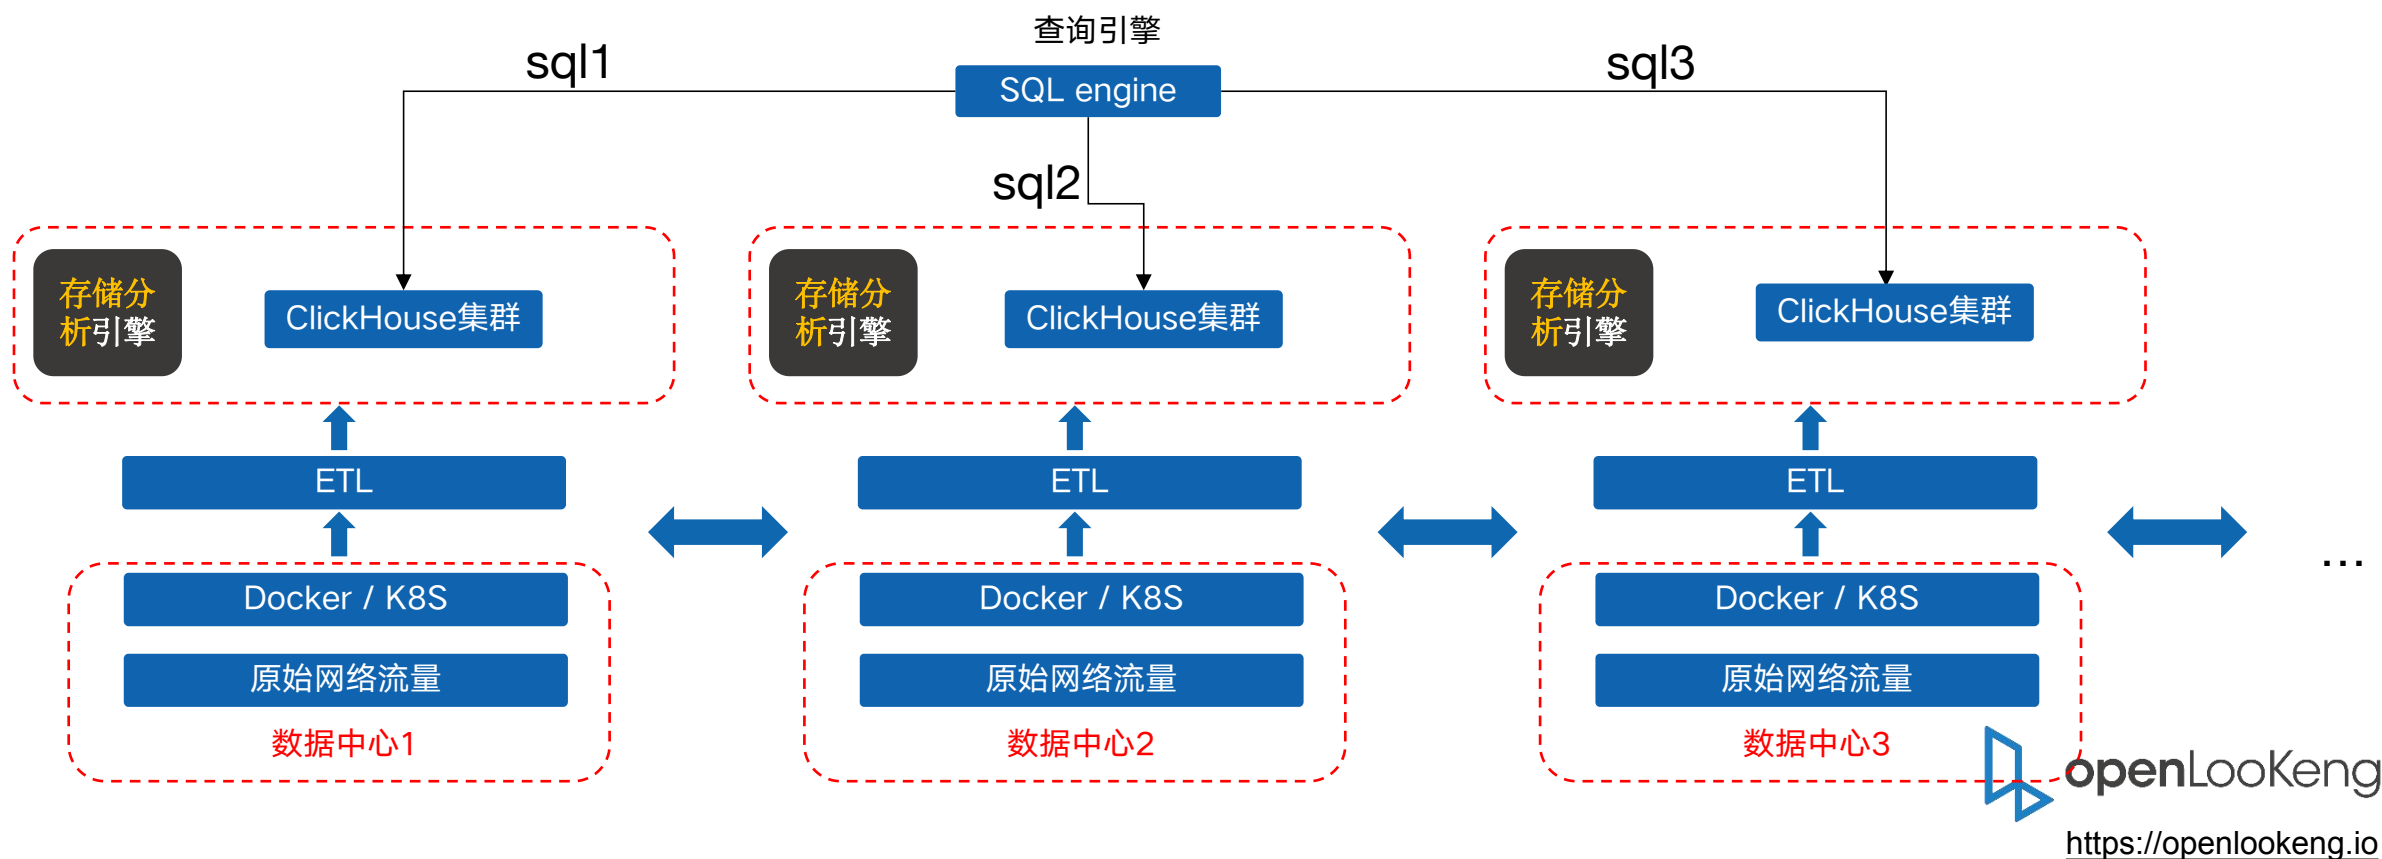 查询引擎
sql1
SQL engine
sql3
sql2
存储分
析引擎
ClickHouse集群
存储分
析引擎
ClickHouse集群
存储分
析引擎
ClickHouse集群
ETL
ETL
ETL
Docker / K8S
Docker / K8S
Docker / K8S
...
原始网络流量
原始网络流量
原始网络流量
数据中心1
数据中心2
数据中心3
openLooKeng
https://openlookeng.io